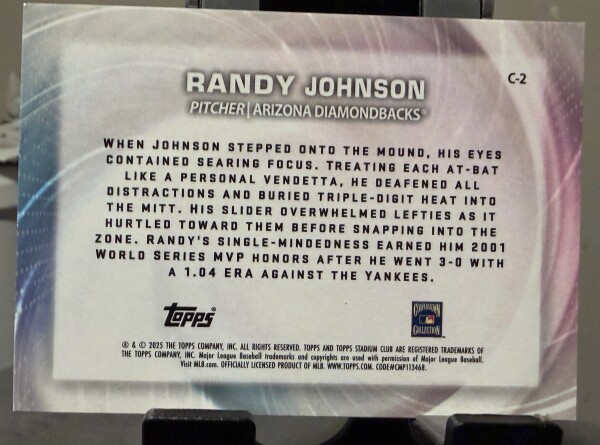 RANDY JOHNSON
C-2
PITCHER | ARIZONA DIAMONDBACKS®
WHEN JOHNSON STEPPED ONTO THE MOUND, HIS EYES
CONTAINED SEARING FOCUS. TREATING EACH AT-BAT
LIKE A PERSONAL VENDETTA, HE DEAFENED ALL
DISTRACTIONS AND BURIED TRIPLE-DIGIT HEAT INTO
THE MITT. HIS SLIDER OVERWHELMED LEFTIES AS IT
HURTLED TOWARD THEM BEFORE SNAPPING INTO THE
ZONE. RANDY'S SINGLE-MINDEDNESS EARNED HIM 2001
WORLD SERIES MVP HONORS AFTER HE WENT 3-0 WITH
A 1.04 ERA AGAINST THE YANKEES.
Topps®
COOPERSTOWN
COLLECTION
® & © 2025 THE TOPPS COMPANY, INC. ALL RIGHTS RESERVED. TOPPS AND TOPPS STADIUM CLUB ARE REGISTERED TRADEMARKS OF
THE TOPPS COMPANY, INC. Major League Baseball trademarks and copyrights are used with permission of Major League Baseball.
Visit MLB.com. OFFICIALLY LICENSED PRODUCT OF MLB. WWW.TOPPS.COM. CODE#CMP113468.